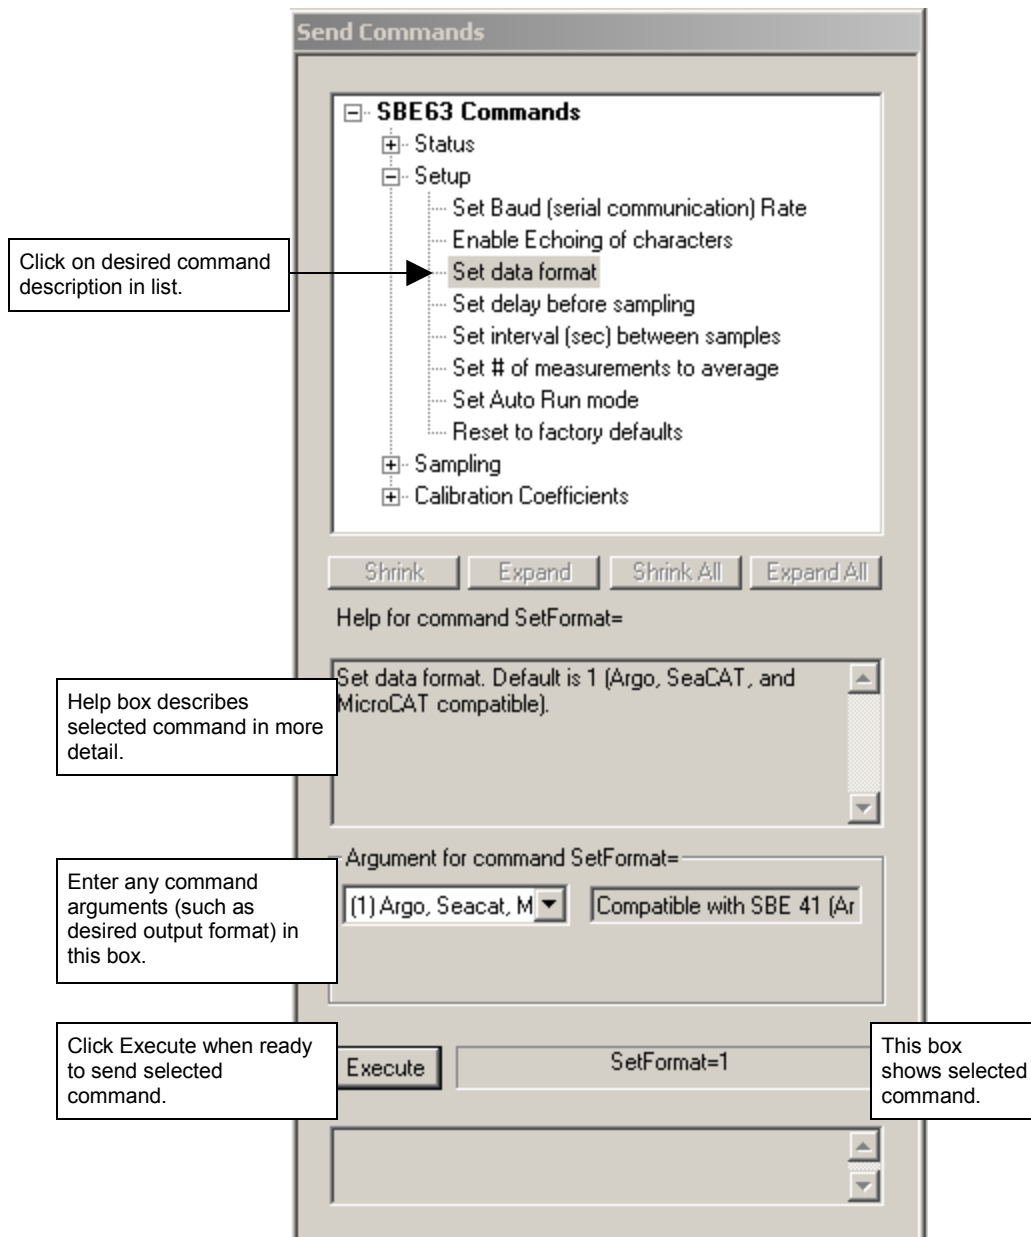 Send Commands
SBE63 Commands
Status
Setup
Set Baud (serial communication) Rate
Enable Echoing of characters
Click on desired command
description in list.
Set data format
Set delay before sampling
Set interval (sec) between samples
Set # of measurements to average
Set Auto Run mode
Reset to factory defaults
Sampling
Calibration Coefficients
Shrink Expand Shrink All Expand All
Help for command SetFormat=
Help box describes
selected command in more
detail.
Set data format. Default is 1 (Argo, SeaCAT, and
MicroCAT compatible).
Enter any command
arguments (such as
desired output format) in
this box.
Argument for command SetFormat=
(1) Argo, Seacat, M Compatible with SBE 41 (Ar
Click Execute when ready
to send selected
command.
Execute SetFormat=1
This box
shows selected
command.